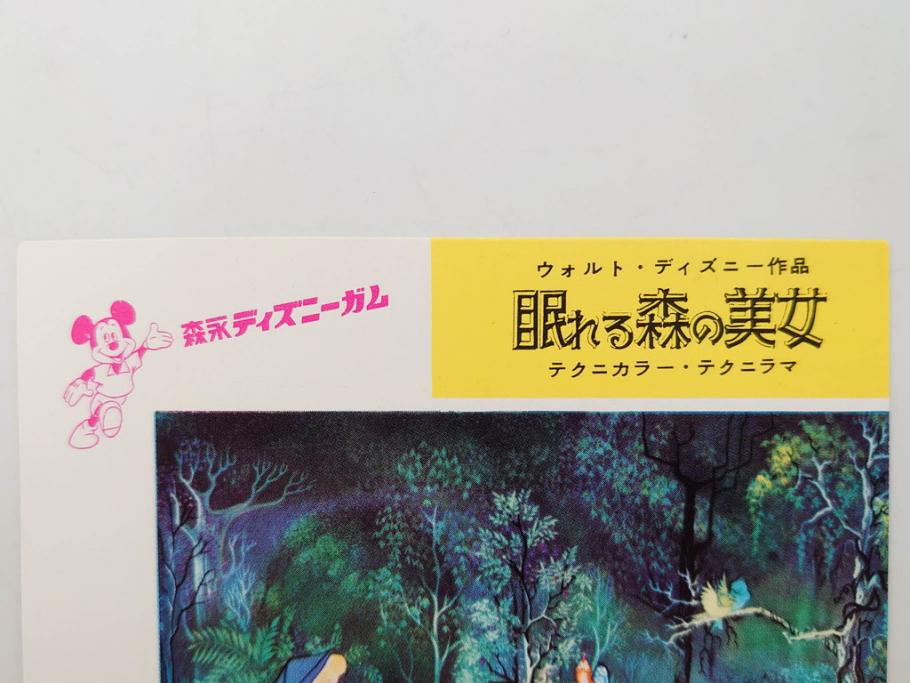 森永ディズニーガム
ウォルト・ディズニー作品
眠れる森の美女
テクニカラー・テクニラマ